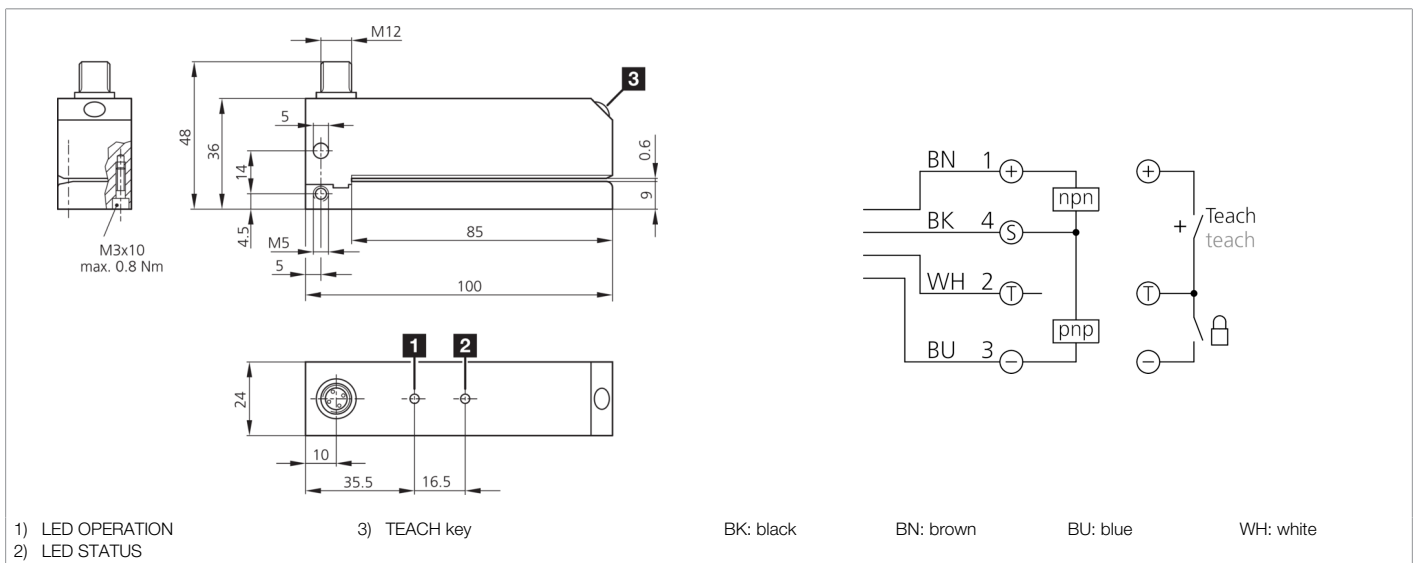 M12
3
5
48
36
14
0.6
9
4.5
M5
85
5
100
M3x10
max. 0.8 Nm
BN 1 +
npn
BK 4 S
WH 2 T
pnp
BU 3 −
+
+ Teach
teach
T
−
1 2
24
10
35.5 16.5
1) LED OPERATION 3) TEACH key BK: black BN: brown BU: blue WH: white
2) LED STATUS